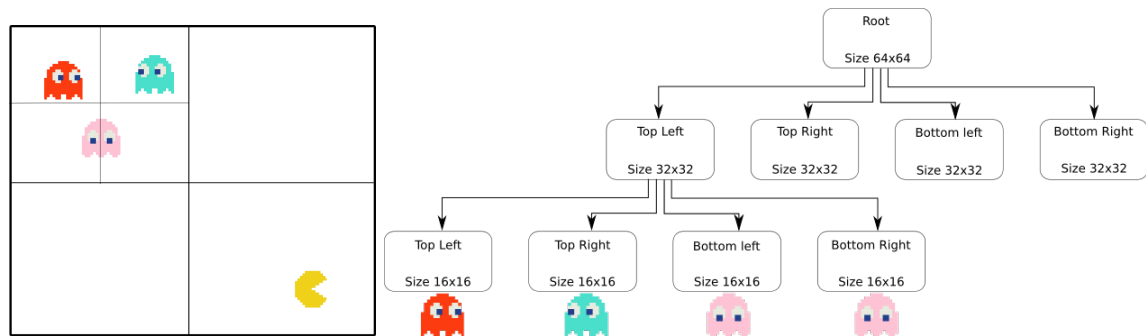 Root
Size 64x64
Top Left
Size 32x32
Top Right
Size 32x32
Bottom left
Size 32x32
Bottom Right
Size 32x32
Top Left
Size 16x16
Top Right
Size 16x16
Bottom left
Size 16x16
Bottom Right
Size 16x16